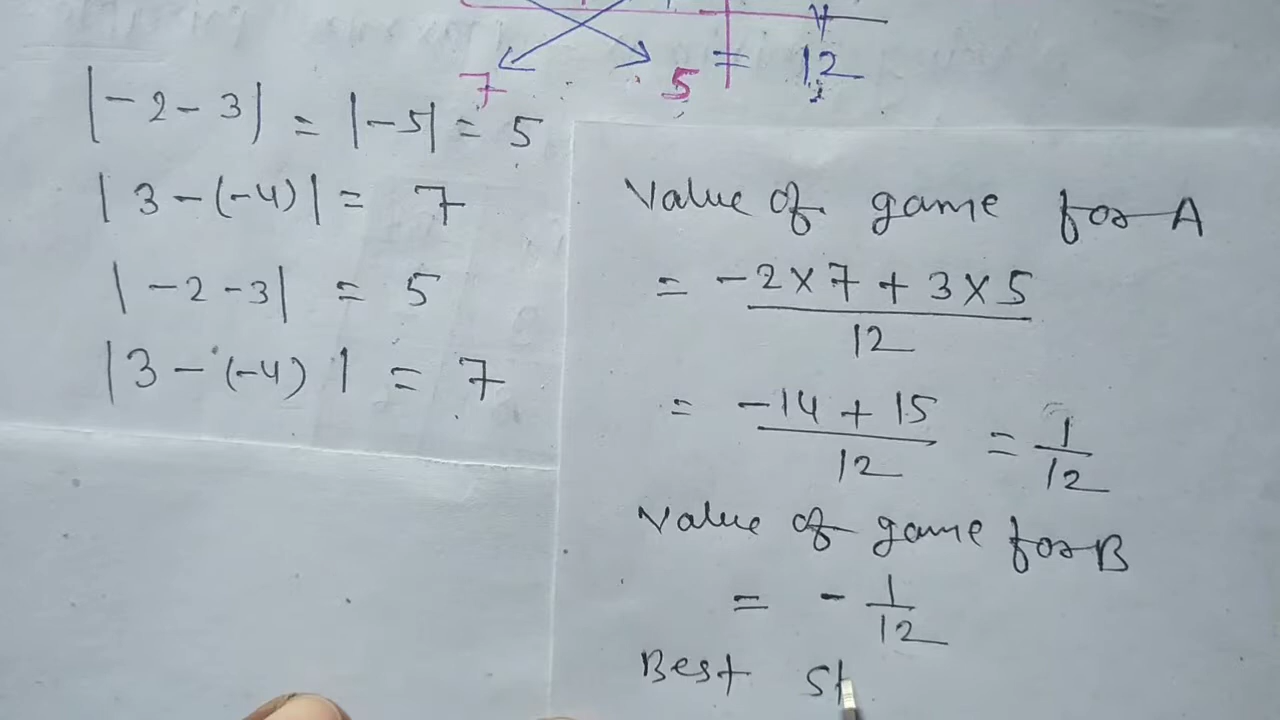 7 5 = 12
|-2-3| = |-5| = 5
|3-(-4)| = 7
|-2-3| = 5
|3-(-4)| = 7
Value of game for A
= -2×7+3×5
12
= -14+15
12
= 1
12
Value of game for B
= - 1
12
Best st